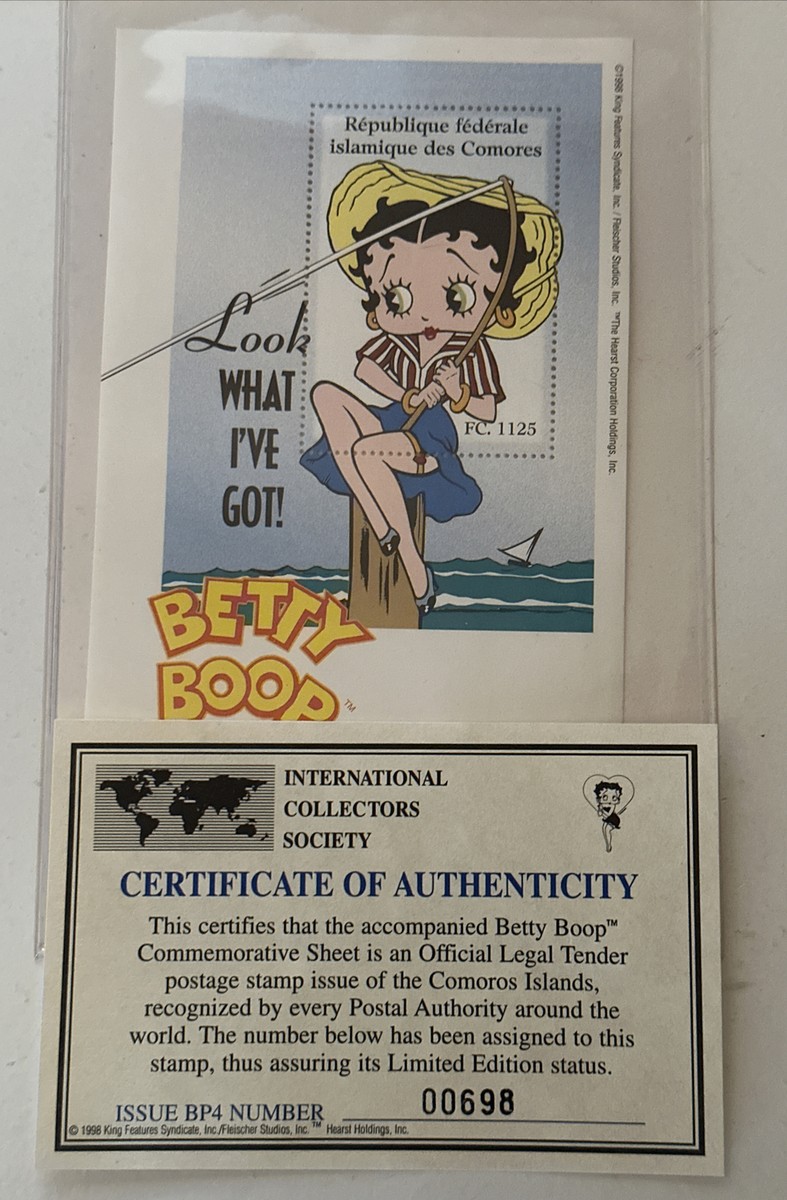 République fédérale
islamique des Comores
©1998 King Features Syndicate, Inc. / Fleischer Studios, Inc. ™The Hearst Corporation Holdings, Inc.
Look
WHAT
I'VE
GOT!
FC. 1125
BETTY
BOOP™
INTERNATIONAL
COLLECTORS
SOCIETY
CERTIFICATE OF AUTHENTICITY
This certifies that the accompanied Betty Boop™
Commemorative Sheet is an Official Legal Tender
postage stamp issue of the Comoros Islands,
recognized by every Postal Authority around the
world. The number below has been assigned to this
stamp, thus assuring its Limited Edition status.
ISSUE BP4 NUMBER 00698
© 1998 King Features Syndicate, Inc./Fleischer Studios, Inc. ™ Hearst Holdings, Inc.